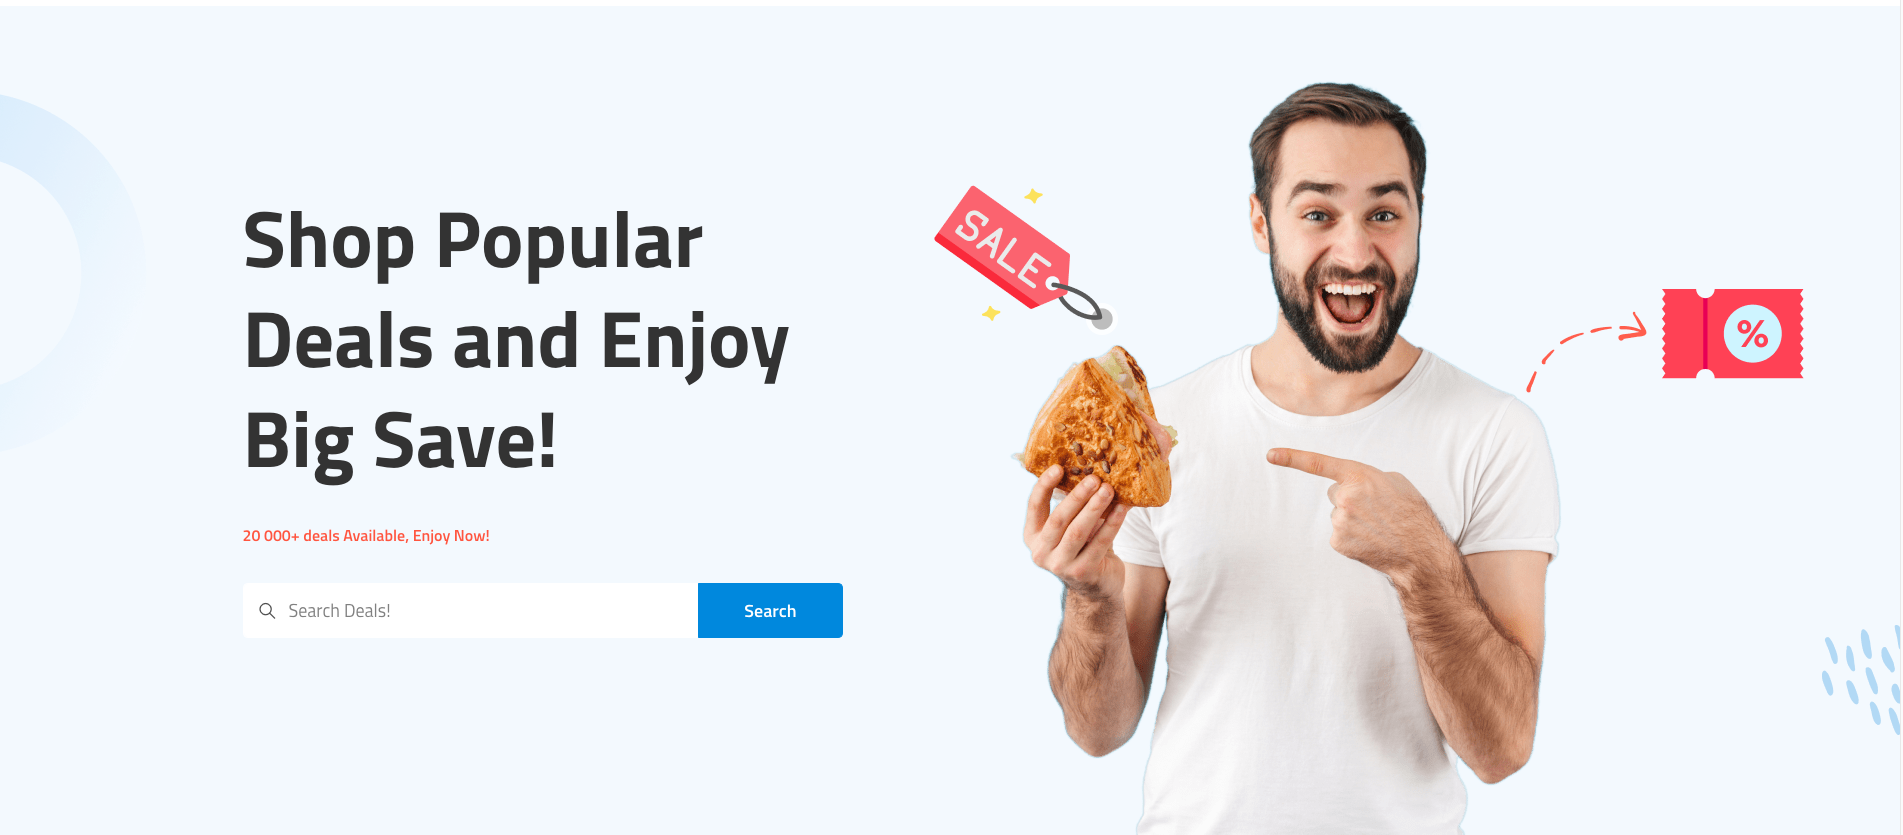 Shop Popular
Deals and Enjoy
Big Save!
20 000+ deals Available, Enjoy Now!
Search Deals!
Search
SALE
%